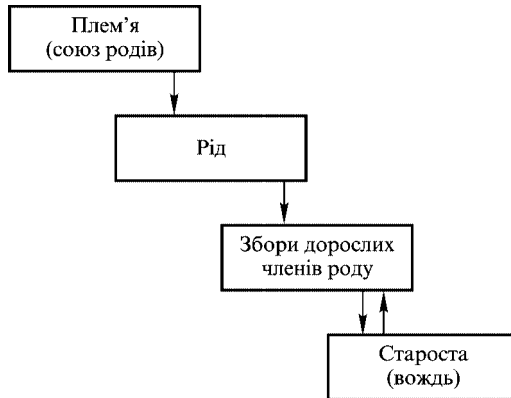 Плем’я
(союз родів)
Рід
Збори дорослих
членів роду
Староста
(вождь)